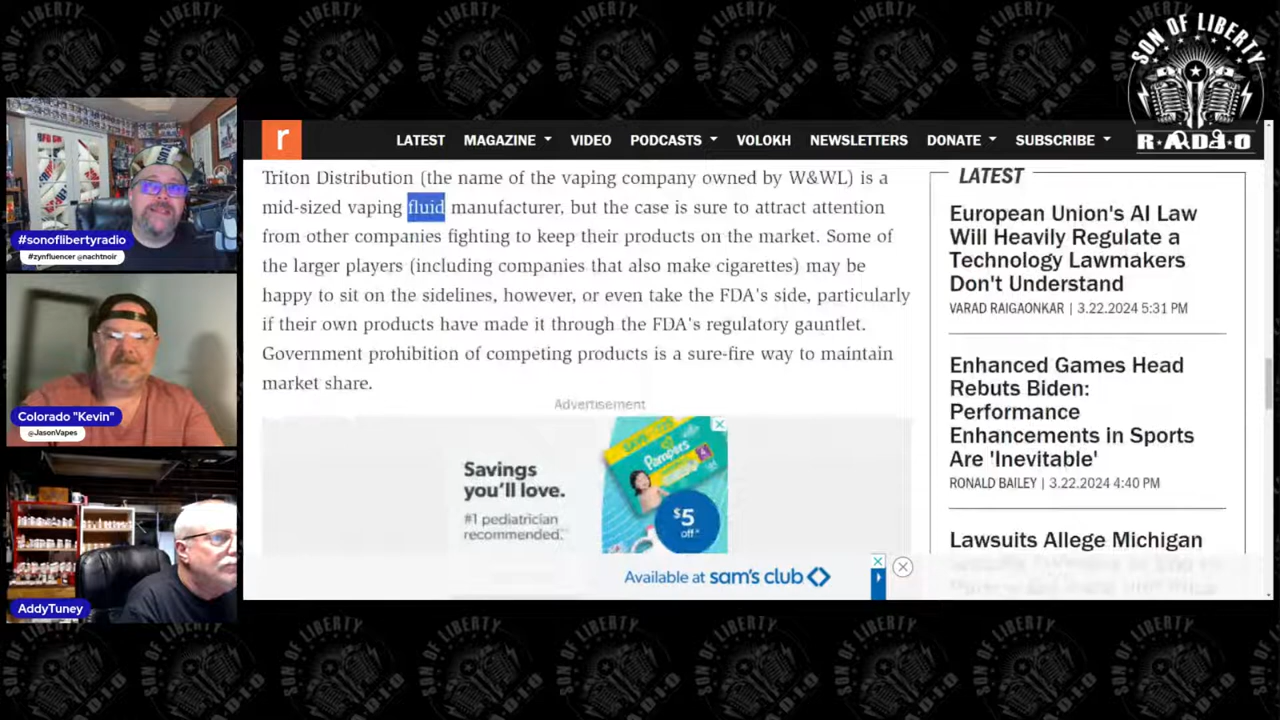 SON OF LIBERTY
R·A·D·I·O
r
LATEST MAGAZINE VIDEO PODCASTS VOLOKH NEWSLETTERS DONATE SUBSCRIBE
#sonoflibertyradio
#zynfluencer @nachtnoir
Colorado "Kevin"
@JasonVapes
AddyTuney
Triton Distribution (the name of the vaping company owned by W&WL) is a
mid-sized vaping fluid manufacturer, but the case is sure to attract attention
from other companies fighting to keep their products on the market. Some of
the larger players (including companies that also make cigarettes) may be
happy to sit on the sidelines, however, or even take the FDA's side, particularly
if their own products have made it through the FDA's regulatory gauntlet.
Government prohibition of competing products is a sure-fire way to maintain
market share.
Advertisement
Savings
you'll love.
#1 pediatrician
recommended.
Pampers
$5
off.*
Available at sam's club
LATEST
European Union's AI Law
Will Heavily Regulate a
Technology Lawmakers
Don't Understand
VARAD RAIGAONKAR | 3.22.2024 5:31 PM
Enhanced Games Head
Rebuts Biden:
Performance
Enhancements in Sports
Are 'Inevitable'
RONALD BAILEY | 3.22.2024 4:40 PM
Lawsuits Allege Michigan